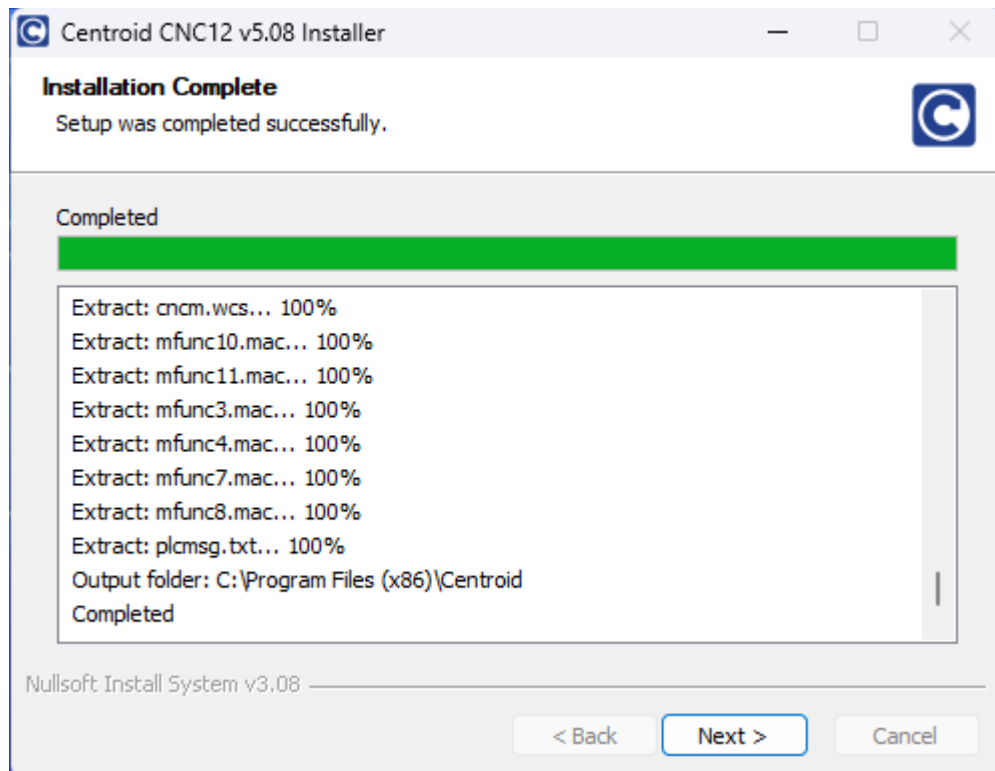 Centroid CNC12 v5.08 Installer
Installation Complete
Setup was completed successfully.
Completed
Extract: cncm.wcs... 100%
Extract: mfunc10.mac... 100%
Extract: mfunc11.mac... 100%
Extract: mfunc3.mac... 100%
Extract: mfunc4.mac... 100%
Extract: mfunc7.mac... 100%
Extract: mfunc8.mac... 100%
Extract: plcmsg.txt... 100%
Output folder: C:\Program Files (x86)\Centroid
Completed
Nullsoft Install System v3.08
< Back
Next >
Cancel